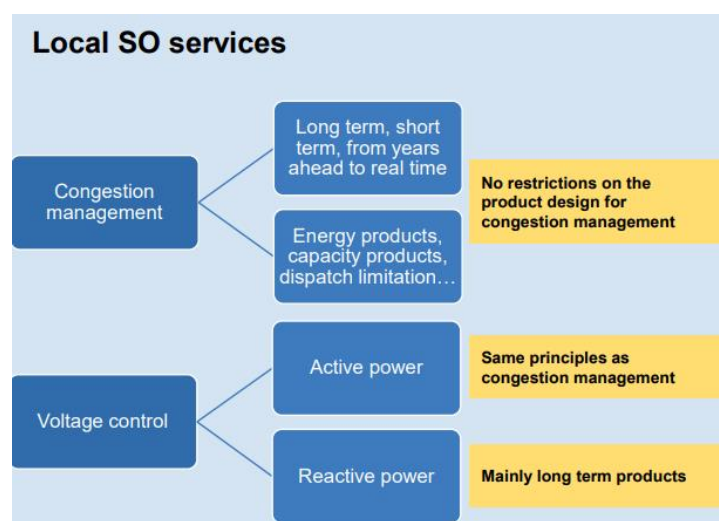 Local SO services
Long term, short
term, from years
ahead to real time
Congestion
management
No restrictions on the
product design for
congestion management
Energy products,
capacity products,
dispatch limitation...
Active power
Same principles as
congestion management
Voltage control
Reactive power
Mainly long term products